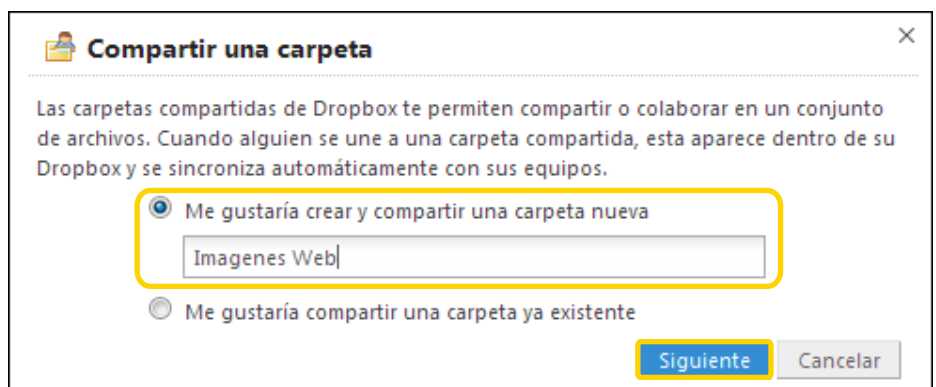 Compartir una carpeta
Las carpetas compartidas de Dropbox te permiten compartir o colaborar en un conjunto
de archivos. Cuando alguien se une a una carpeta compartida, esta aparece dentro de su
Dropbox y se sincroniza automáticamente con sus equipos.
Me gustaría crear y compartir una carpeta nueva
Imagenes Web
Me gustaría compartir una carpeta ya existente
Siguiente Cancelar